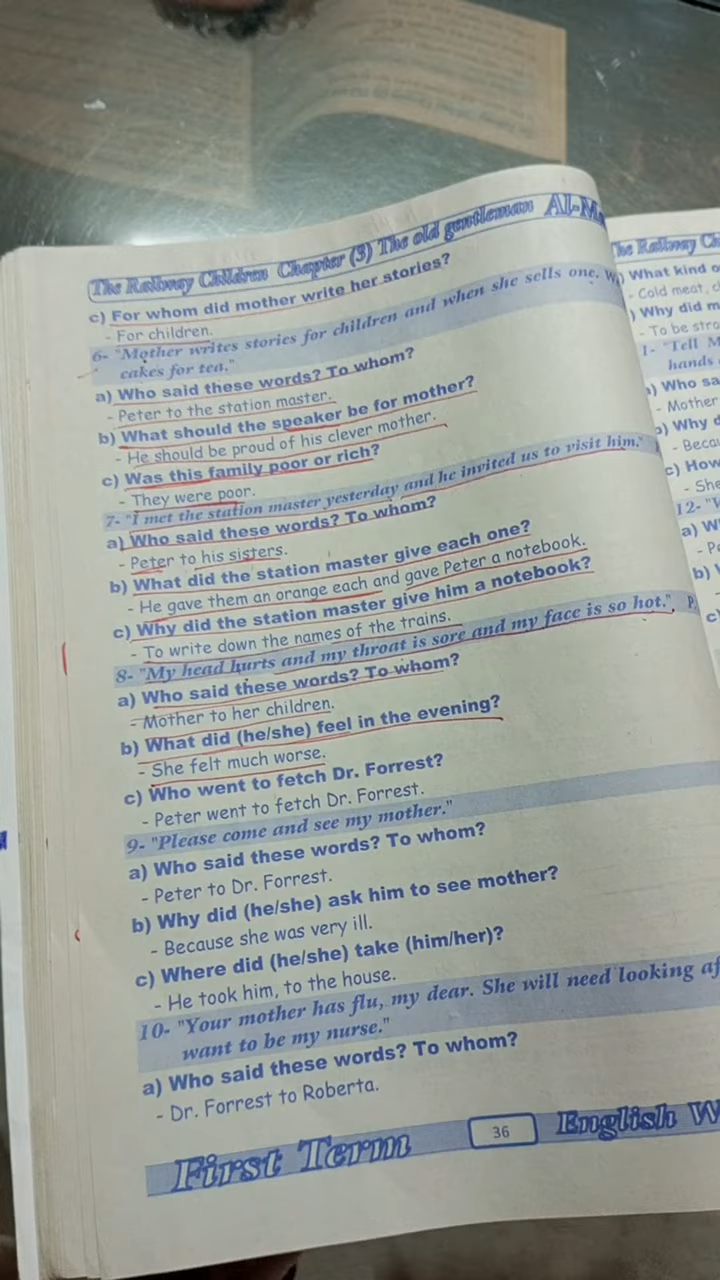 The Railway Children Chapter (3) The old gentleman
c) For whom did mother write her stories?
- For children.
6- "Mother writes stories for children and when she sells one,
cakes for tea."
a) Who said these words? To whom?
- Peter to the station master.
b) What should the speaker be for mother?
- He should be proud of his clever mother.
c) Was this family poor or rich?
- They were poor.
7- "I met the station master yesterday and he invited us to visit him."
a) Who said these words? To whom?
- Peter to his sisters.
b) What did the station master give each one?
- He gave them an orange each and gave Peter a notebook.
c) Why did the station master give him a notebook?
- To write down the names of the trains.
8- "My head hurts and my throat is sore and my face is so hot."
a) Who said these words? To whom?
- Mother to her children.
b) What did (he/she) feel in the evening?
- She felt much worse.
c) Who went to fetch Dr. Forrest?
- Peter went to fetch Dr. Forrest.
9- "Please come and see my mother."
a) Who said these words? To whom?
- Peter to Dr. Forrest.
b) Why did (he/she) ask him to see mother?
- Because she was very ill.
c) Where did (he/she) take (him/her)?
- He took him, to the house.
10- "Your mother has flu, my dear. She will need looking
want to be my nurse."
a) Who said these words? To whom?
- Dr. Forrest to Roberta.
First Term 36 English
The Railway
) What kind
- Cold meat,
) Why did
- To be
1- "Tell
hands
) Who
- Mother
) Why
-
c) How
- She
12-
a)
-
b)
c)